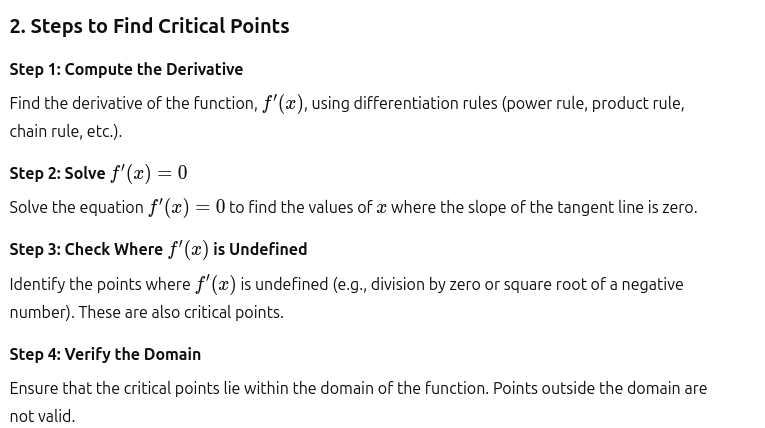 2. Steps to Find Critical Points
Step 1: Compute the Derivative
Find the derivative of the function, f′(x), using differentiation rules (power rule, product rule,
chain rule, etc.).
Step 2: Solve f′(x) = 0
Solve the equation f′(x) = 0 to find the values of x where the slope of the tangent line is zero.
Step 3: Check Where f′(x) is Undefined
Identify the points where f′(x) is undefined (e.g., division by zero or square root of a negative
number). These are also critical points.
Step 4: Verify the Domain
Ensure that the critical points lie within the domain of the function. Points outside the domain are
not valid.